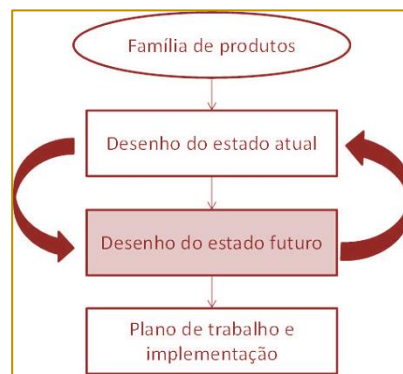 Família de produtos
Desenho do estado atual
Desenho do estado futuro
Plano de trabalho e
implementação